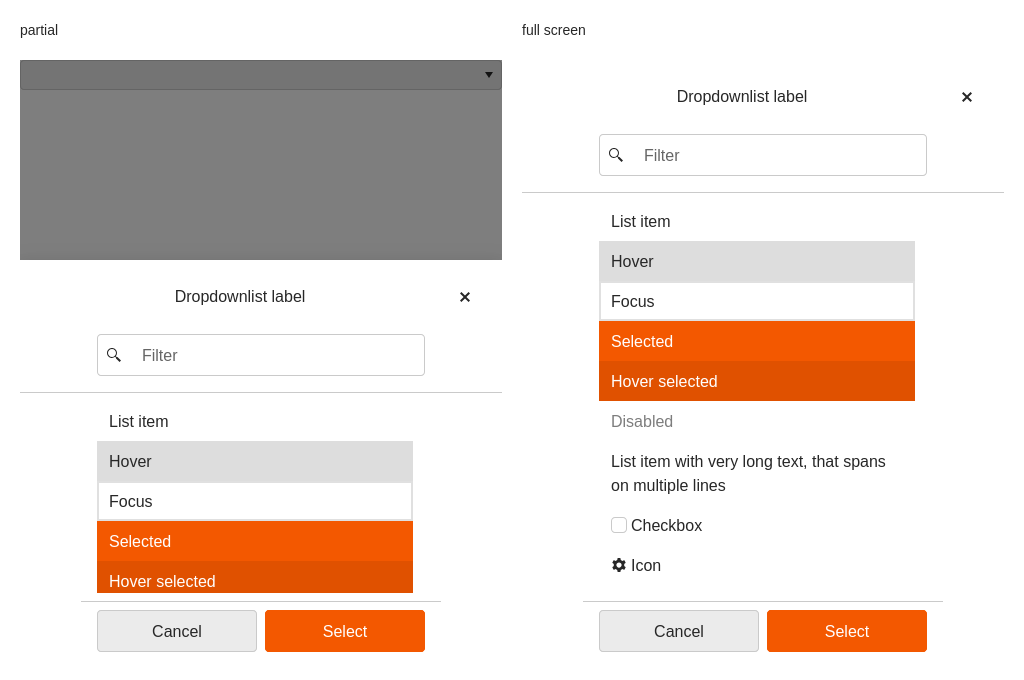 partial
Dropdownlist label
Filter
List item
Hover
Focus
Selected
Hover selected
Cancel
Select
full screen
Dropdownlist label
Filter
List item
Hover
Focus
Selected
Hover selected
Disabled
List item with very long text, that spans
on multiple lines
Checkbox
Icon
Cancel
Select